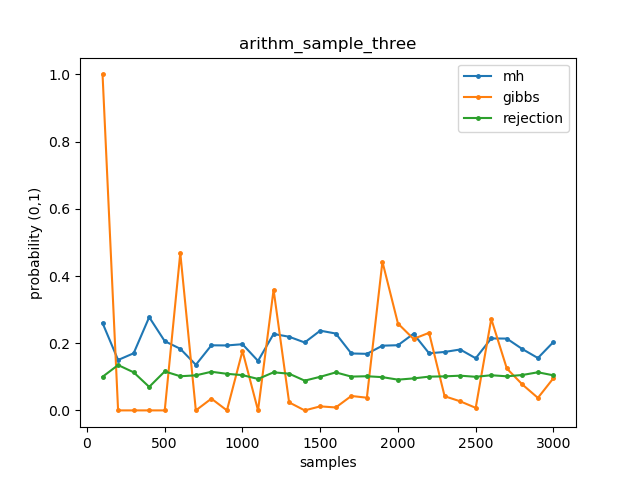 arithm_sample_three
mh
gibbs
rejection
1.0
0.8
0.6
0.4
0.2
0.0
probability (0,1)
0 500 1000 1500 2000 2500 3000
samples